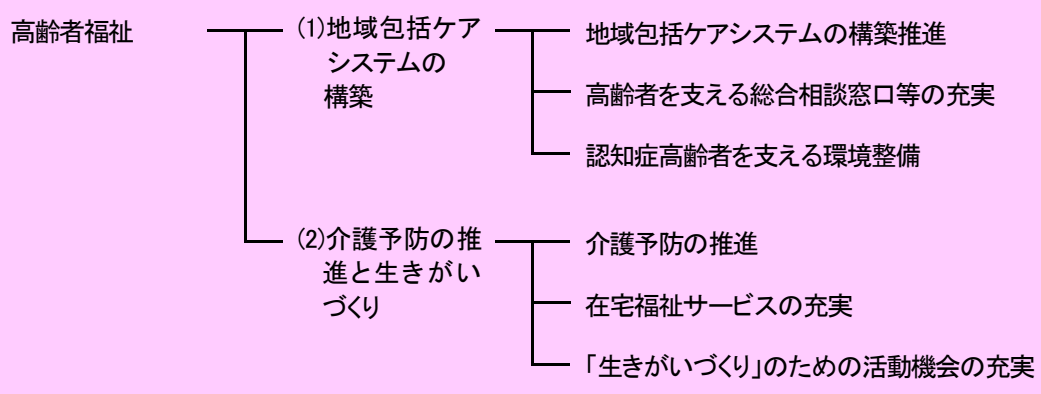 高齢者福祉
(1)地域包括ケア
システムの
構築
地域包括ケアシステムの構築推進
高齢者を支える総合相談窓口等の充実
認知症高齢者を支える環境整備
(2)介護予防の推
進と生きがい
づくり
介護予防の推進
在宅福祉サービスの充実
「生きがいづくり」のための活動機会の充実